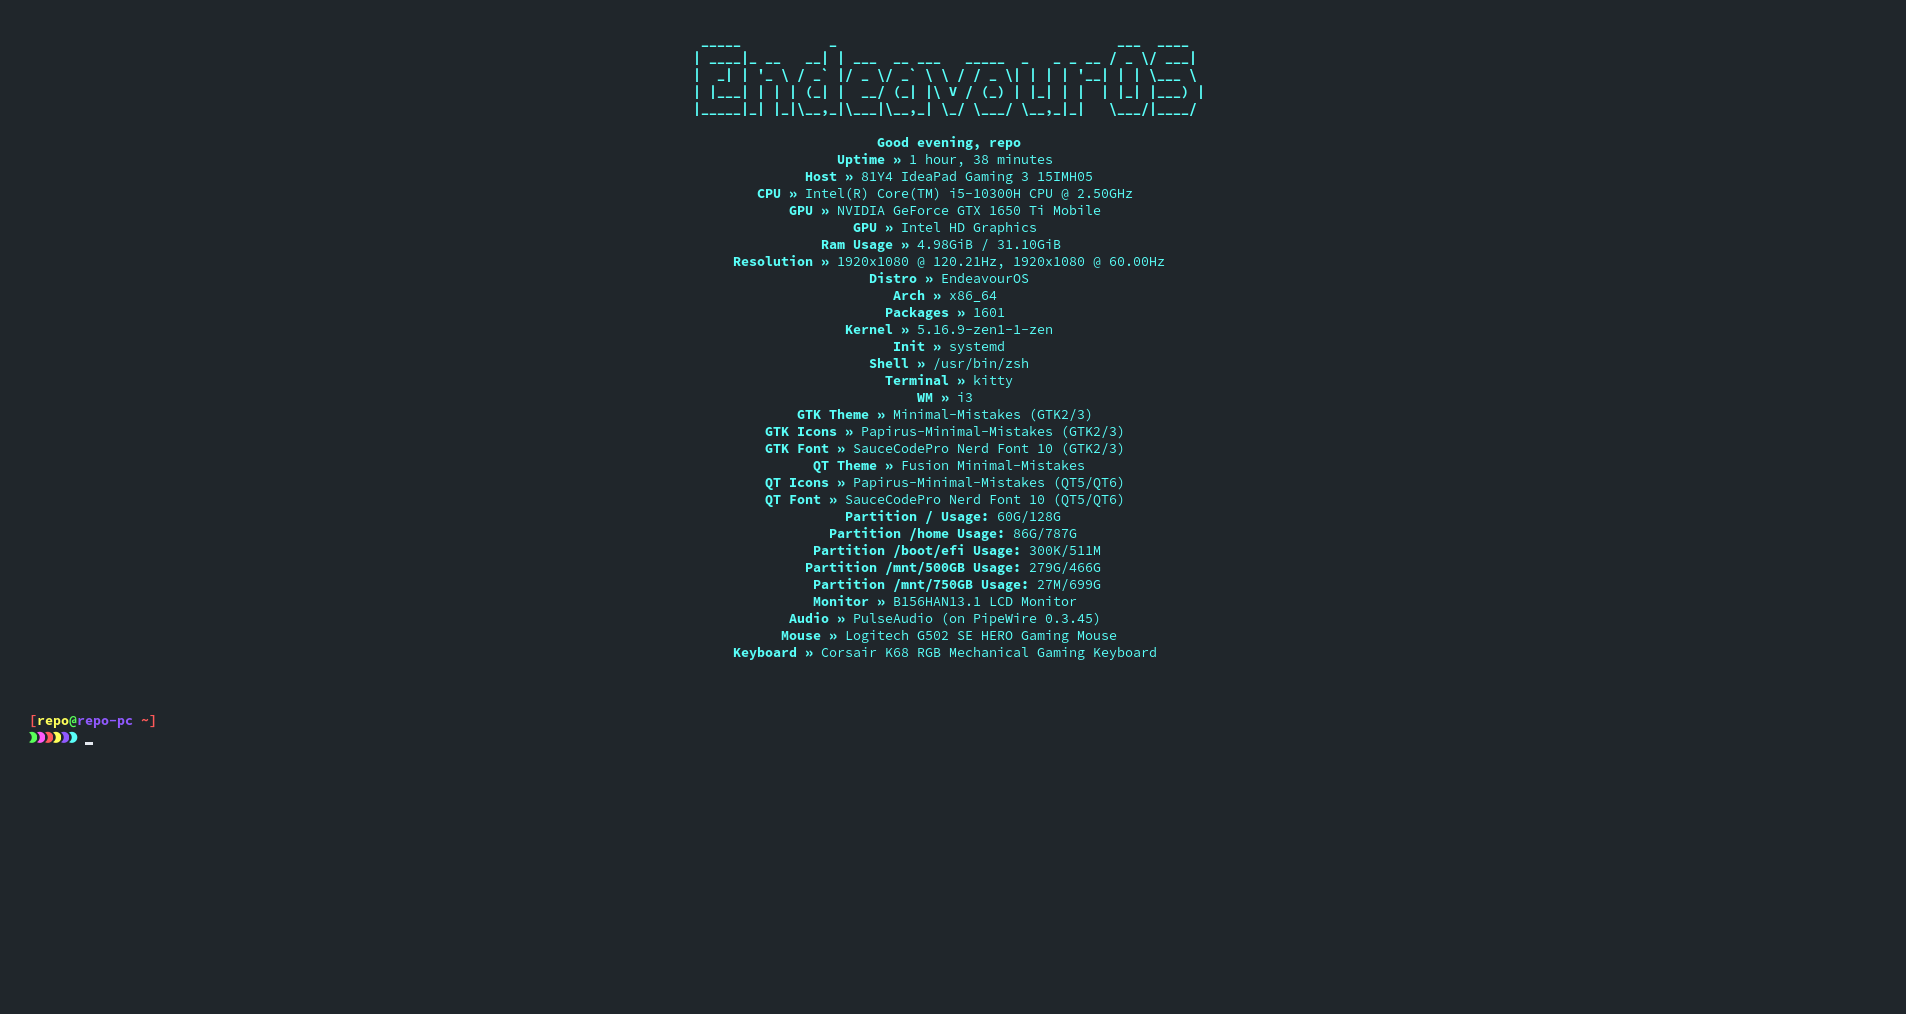 EndeavourOS
Good evening, repo
Uptime » 1 hour, 38 minutes
Host » 81Y4 IdeaPad Gaming 3 15IMH05
CPU » Intel(R) Core(TM) i5-10300H CPU @ 2.50GHz
GPU » NVIDIA GeForce GTX 1650 Ti Mobile
GPU » Intel HD Graphics
Ram Usage » 4.98GiB / 31.10GiB
Resolution » 1920x1080 @ 120.21Hz, 1920x1080 @ 60.00Hz
Distro » EndeavourOS
Arch » x86_64
Packages » 1601
Kernel » 5.16.9-zen1-1-zen
Init » systemd
Shell » /usr/bin/zsh
Terminal » kitty
WM » i3
GTK Theme » Minimal-Mistakes (GTK2/3)
GTK Icons » Papirus-Minimal-Mistakes (GTK2/3)
GTK Font » SauceCodePro Nerd Font 10 (GTK2/3)
QT Theme » Fusion Minimal-Mistakes
QT Icons » Papirus-Minimal-Mistakes (QT5/QT6)
QT Font » SauceCodePro Nerd Font 10 (QT5/QT6)
Partition / Usage: 60G/128G
Partition /home Usage: 86G/787G
Partition /boot/efi Usage: 300K/511M
Partition /mnt/500GB Usage: 279G/466G
Partition /mnt/750GB Usage: 27M/699G
Monitor » B156HAN13.1 LCD Monitor
Audio » PulseAudio (on PipeWire 0.3.45)
Mouse » Logitech G502 SE HERO Gaming Mouse
Keyboard » Corsair K68 RGB Mechanical Gaming Keyboard
[repo@repo-pc ~]